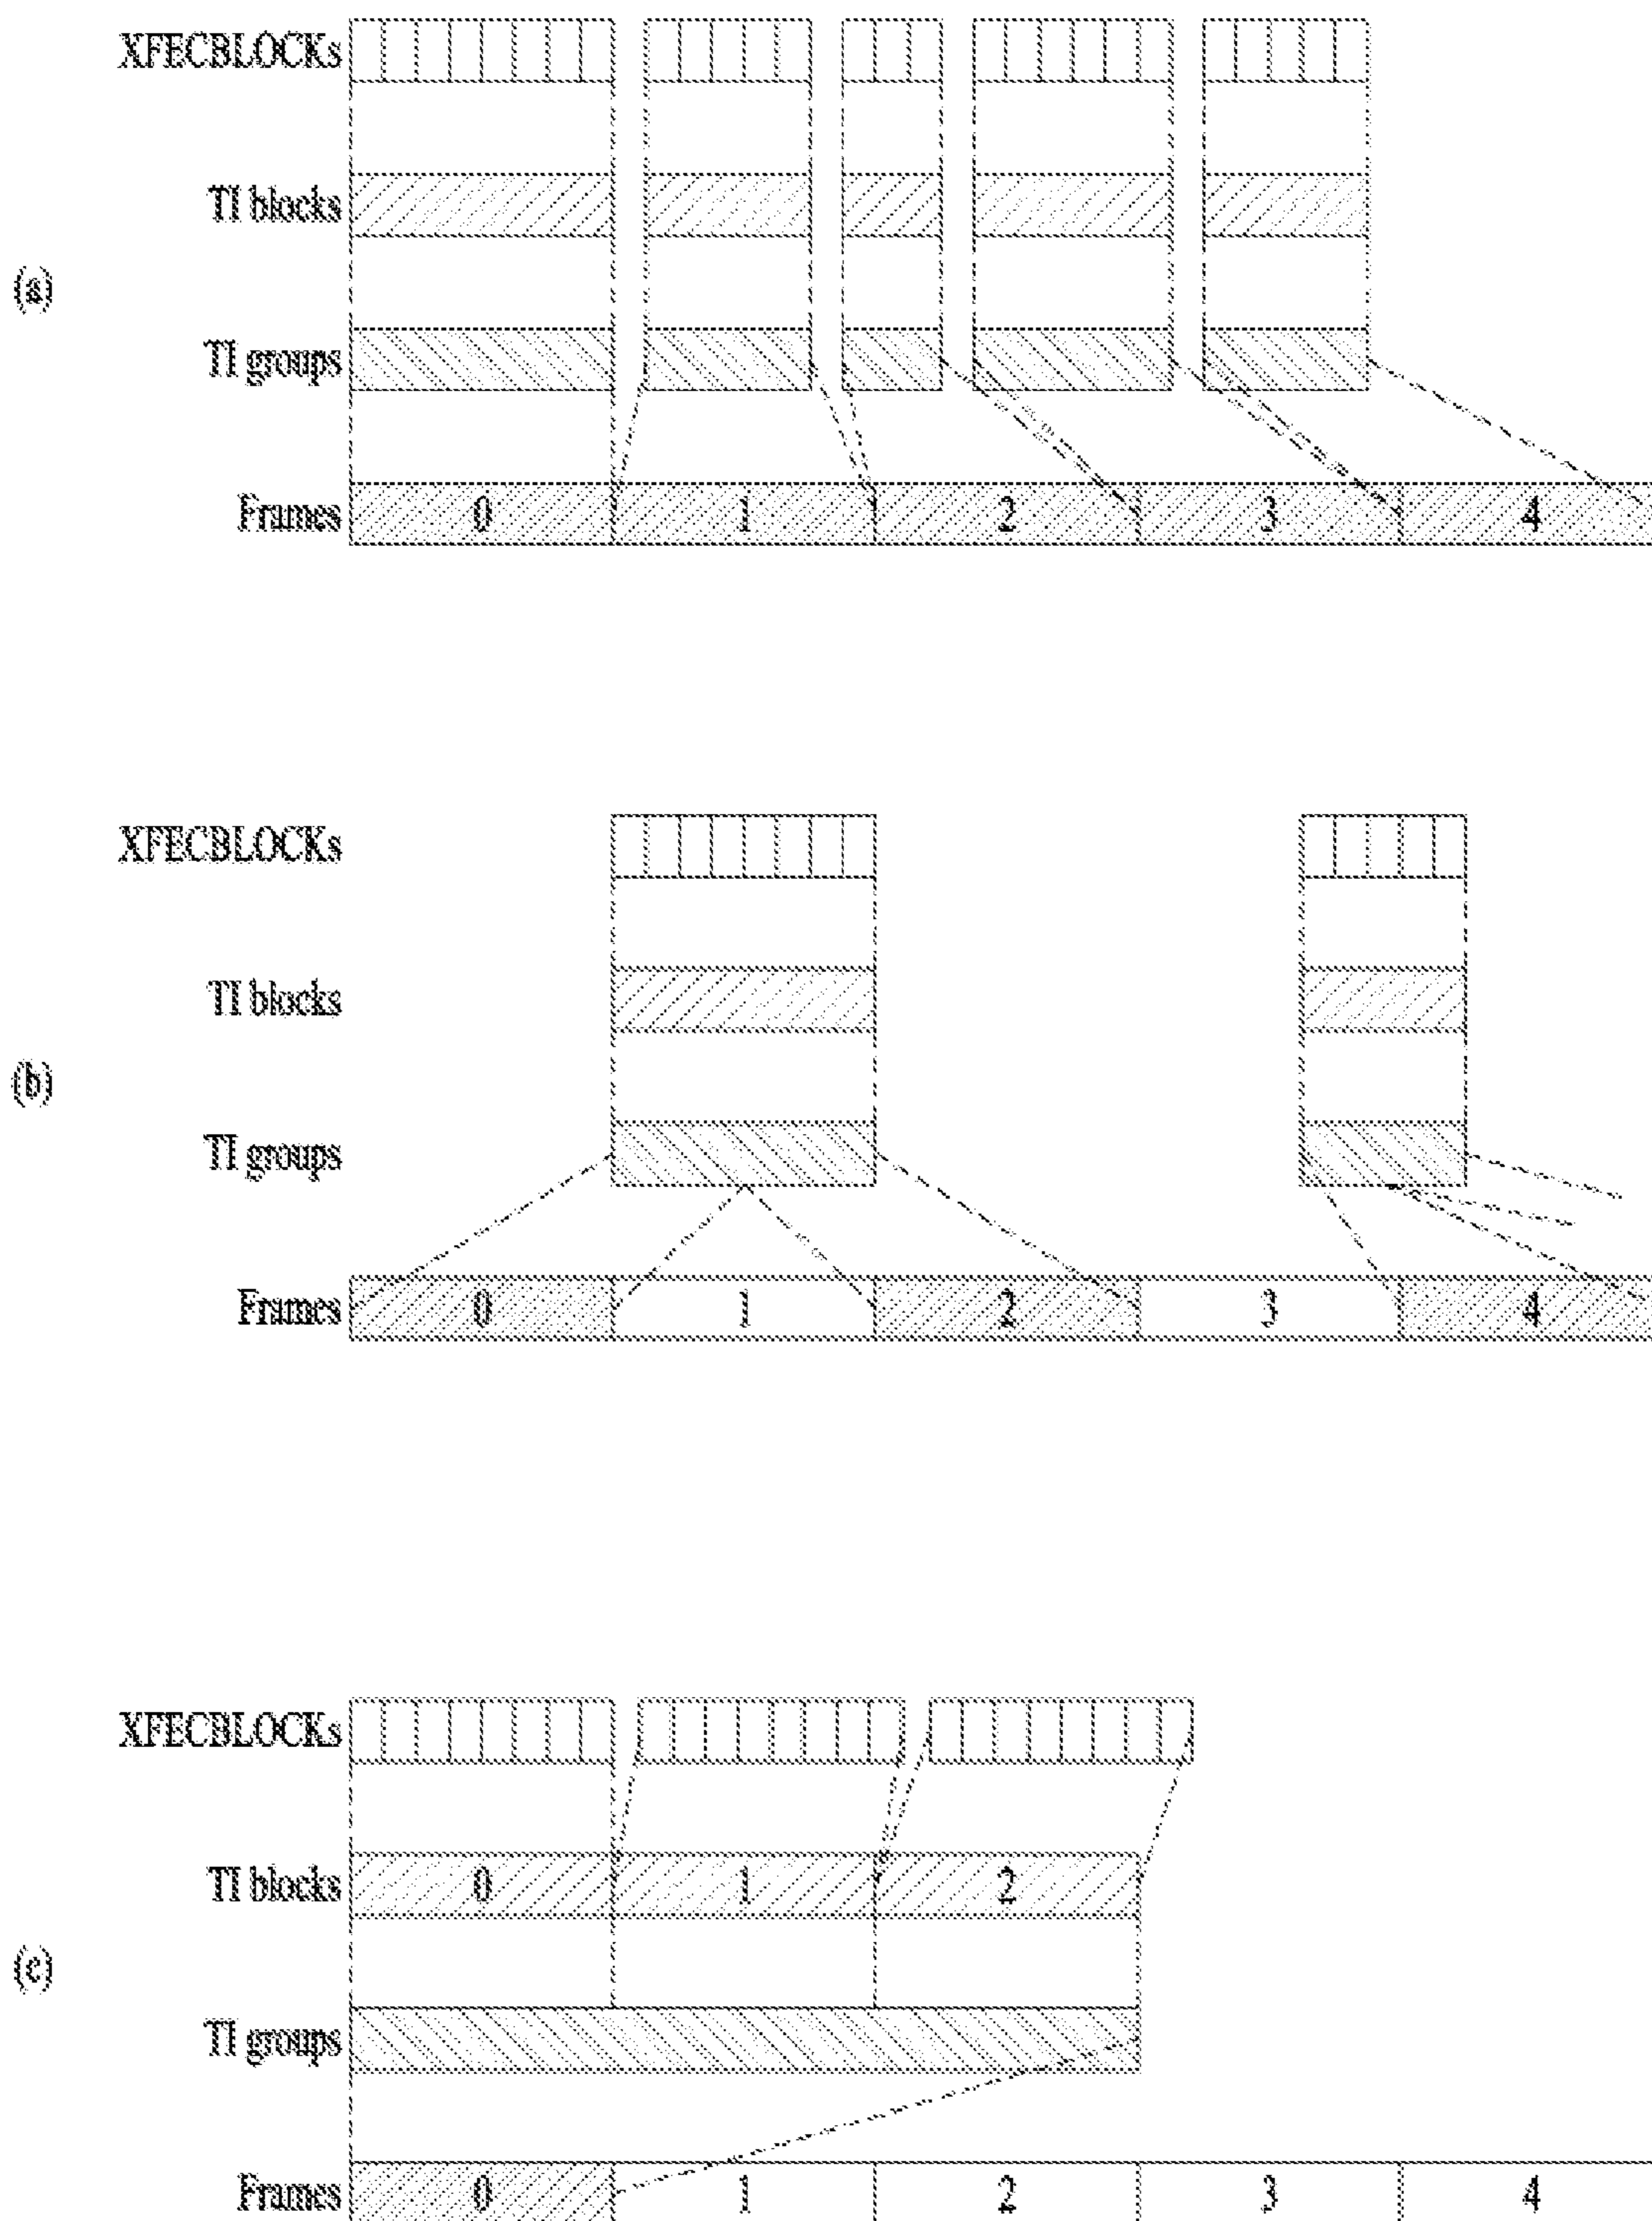 XFECBLOCKs
TI blocks
(a)
TI groups
Frames 0 1 2 3 4
XFECBLOCKs
TI blocks
(b)
TI groups
Frames 0 1 2 3 4
XFECBLOCKs
TI blocks 0 1 2
(c)
TI groups
Frames 0 1 2 3 4